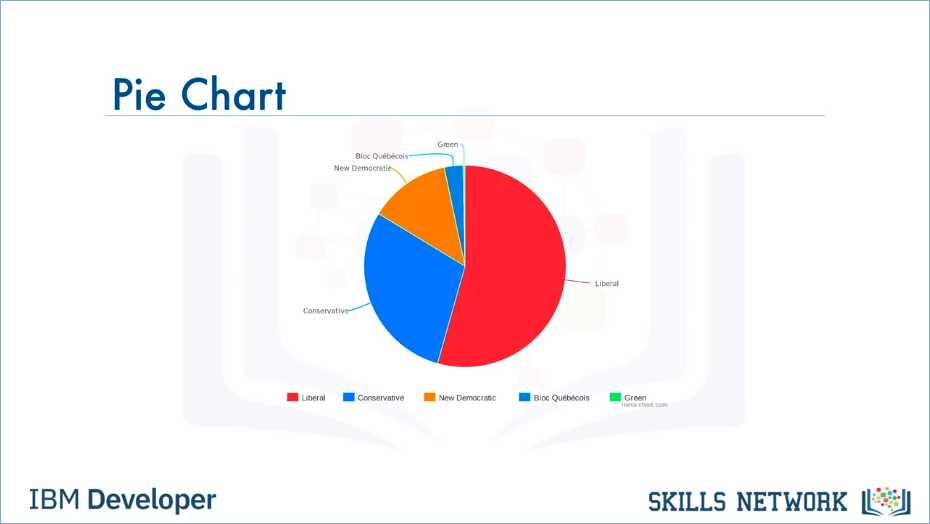 Pie Chart
Green
Bloc Québécois
New Democratic
Liberal
Conservative
Liberal Conservative New Democratic Bloc Québécois Green
meta-chart.com
IBM Developer
SKILLS NETWORK